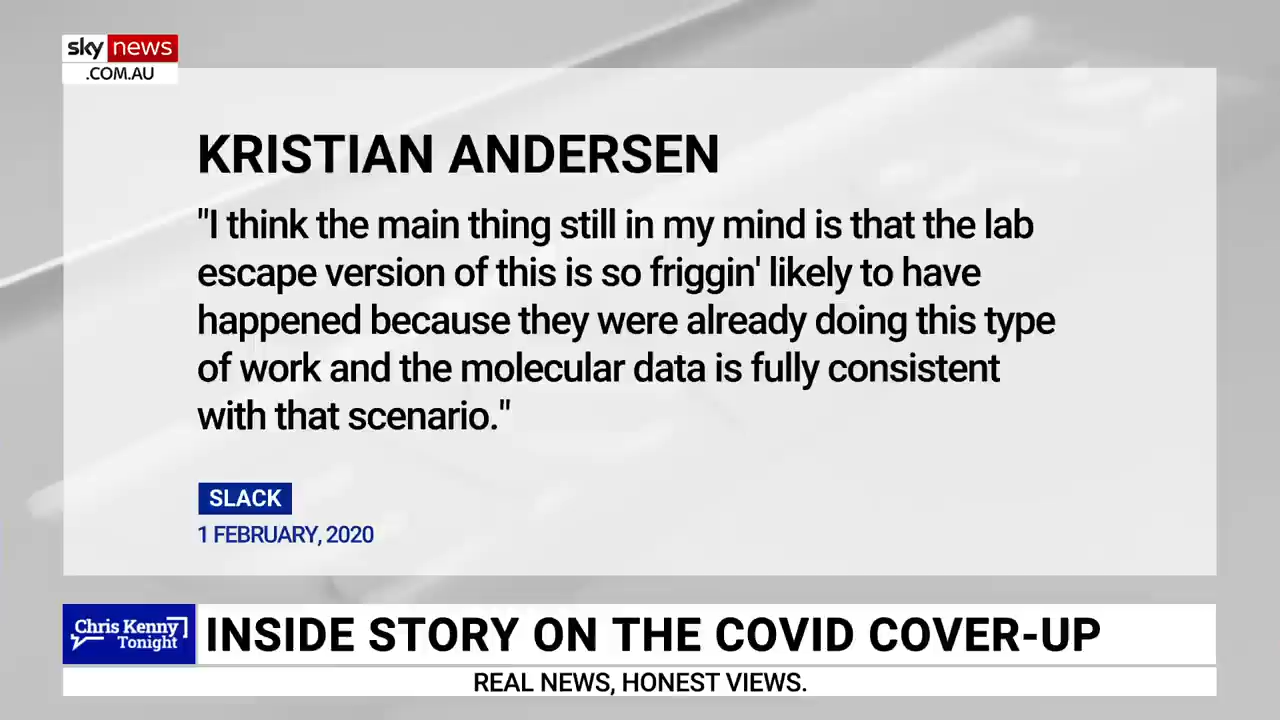 sky news
.COM.AU
KRISTIAN ANDERSEN
"I think the main thing still in my mind is that the lab
escape version of this is so friggin' likely to have
happened because they were already doing this type
of work and the molecular data is fully consistent
with that scenario."
SLACK
1 FEBRUARY, 2020
Chris Kenny
Tonight
INSIDE STORY ON THE COVID COVER-UP
REAL NEWS, HONEST VIEWS.